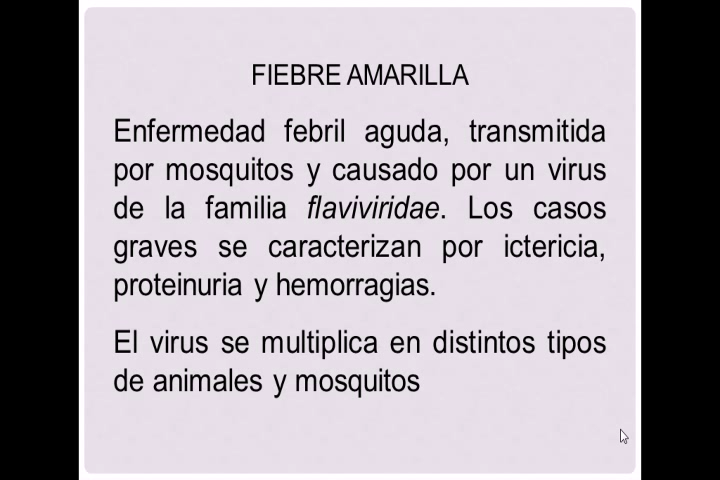 FIEBRE AMARILLA
Enfermedad febril aguda, transmitida
por mosquitos y causado por un virus
de la familia flaviviridae. Los casos
graves se caracterizan por ictericia,
proteinuria y hemorragias.
El virus se multiplica en distintos tipos
de animales y mosquitos